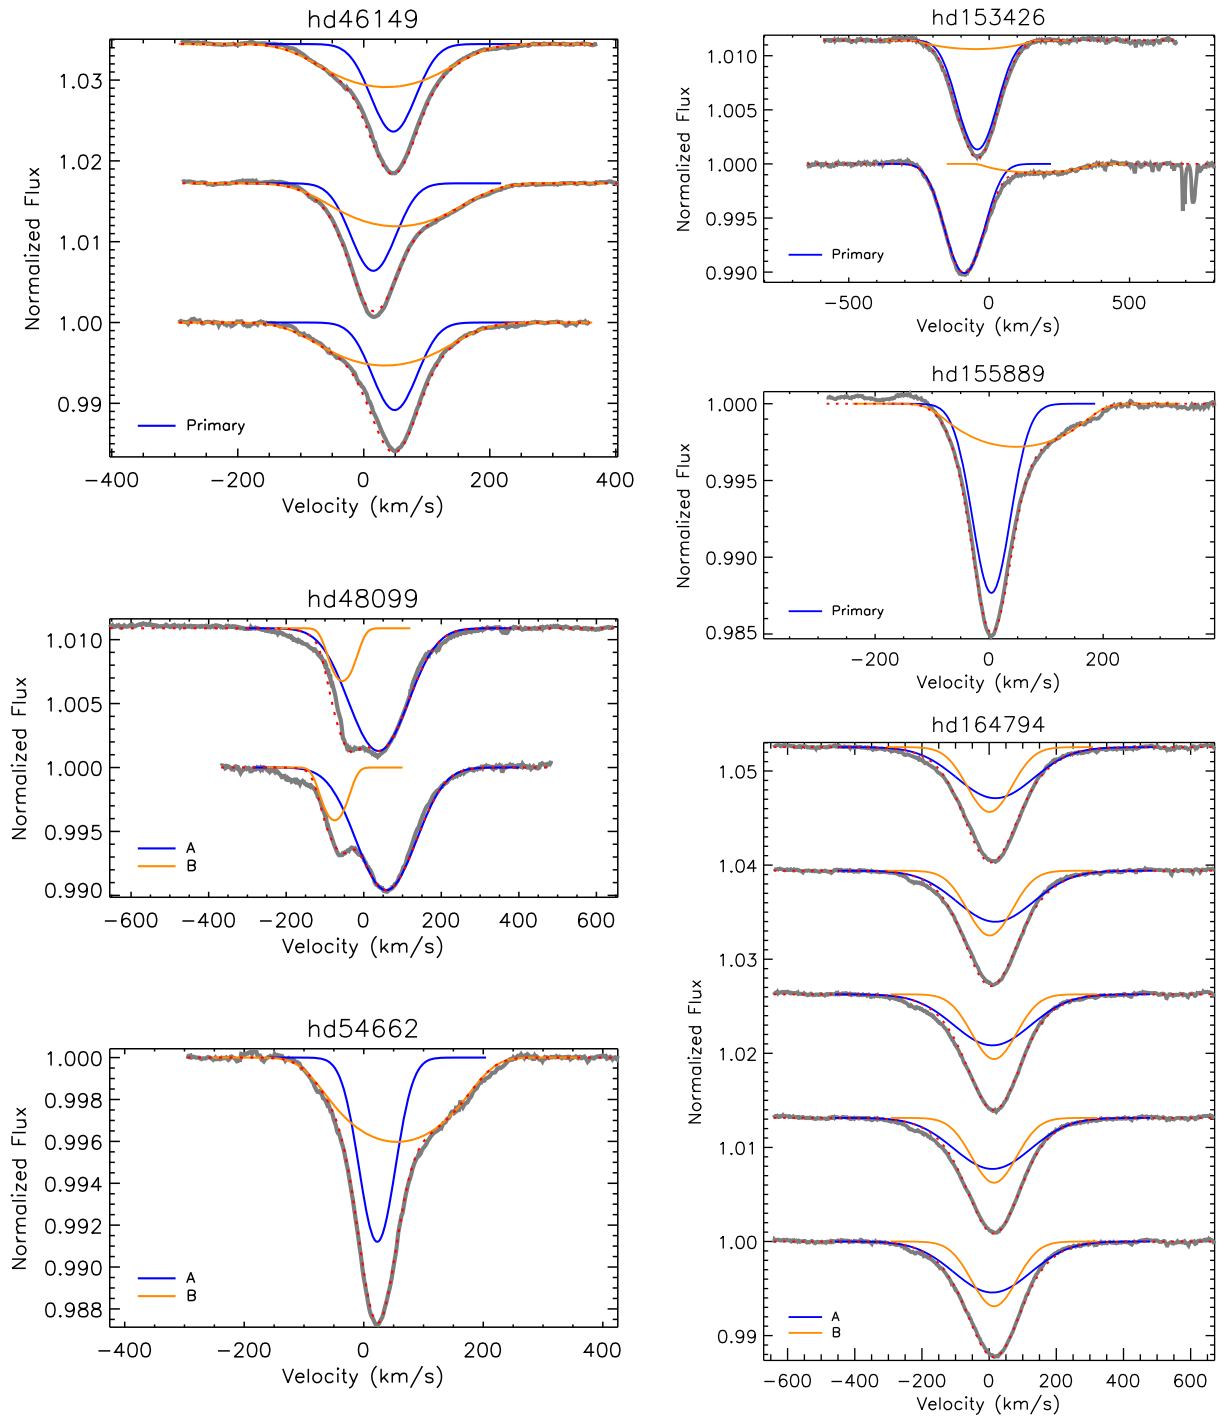 hd46149
1.03
1.02
1.01
1.00
0.99
Normalized Flux
Primary
-400 -200 0 200 400
Velocity (km/s)
hd48099
1.010
1.005
1.000
0.995
0.990
Normalized Flux
A
B
-600 -400 -200 0 200 400 600
Velocity (km/s)
hd54662
1.000
0.998
0.996
0.994
0.992
0.990
0.988
Normalized Flux
A
B
-400 -200 0 200 400
Velocity (km/s)
hd153426
1.010
1.005
1.000
0.995
0.990
Normalized Flux
Primary
-500 0 500
Velocity (km/s)
hd155889
1.000
0.995
0.990
0.985
Normalized Flux
Primary
-200 0 200
Velocity (km/s)
hd164794
1.05
1.04
1.03
1.02
1.01
1.00
0.99
Normalized Flux
A
B
-600 -400 -200 0 200 400 600
Velocity (km/s)